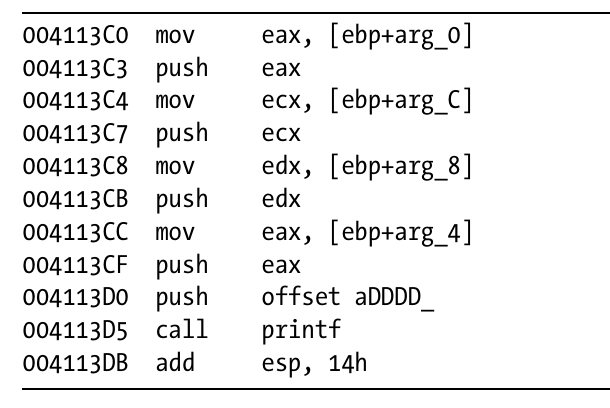 004113C0 mov eax, [ebp+arg_0]
004113C3 push eax
004113C4 mov ecx, [ebp+arg_C]
004113C7 push ecx
004113C8 mov edx, [ebp+arg_8]
004113CB push edx
004113CC mov eax, [ebp+arg_4]
004113CF push eax
004113D0 push offset aDDDD_
004113D5 call printf
004113DB add esp, 14h